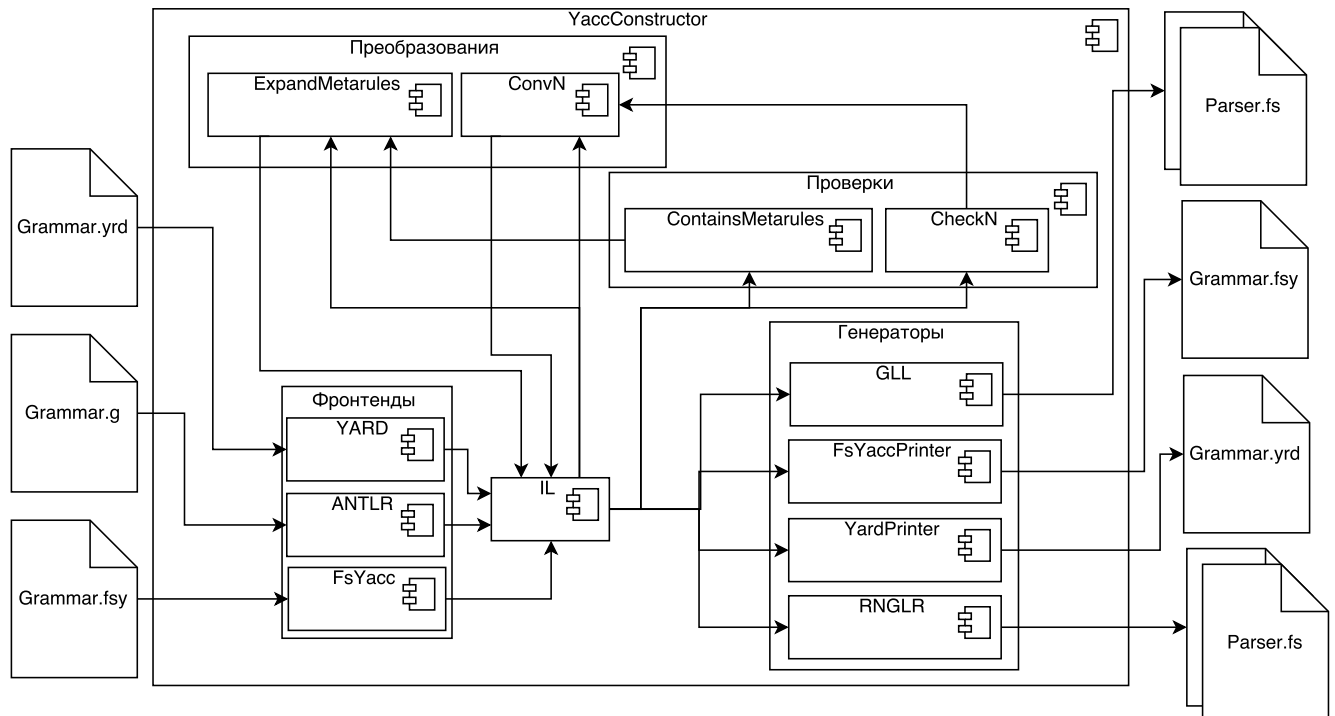 YaccConstructor
Преобразования
ExpandMetarules
ConvN
Проверки
ContainsMetarules
CheckN
Grammar.yrd
Grammar.g
Grammar.fsy
Фронтенды
YARD
ANTLR
FsYacc
IL
Генераторы
GLL
FsYaccPrinter
YardPrinter
RNGLR
Parser.fs
Grammar.fsy
Grammar.yrd
Parser.fs